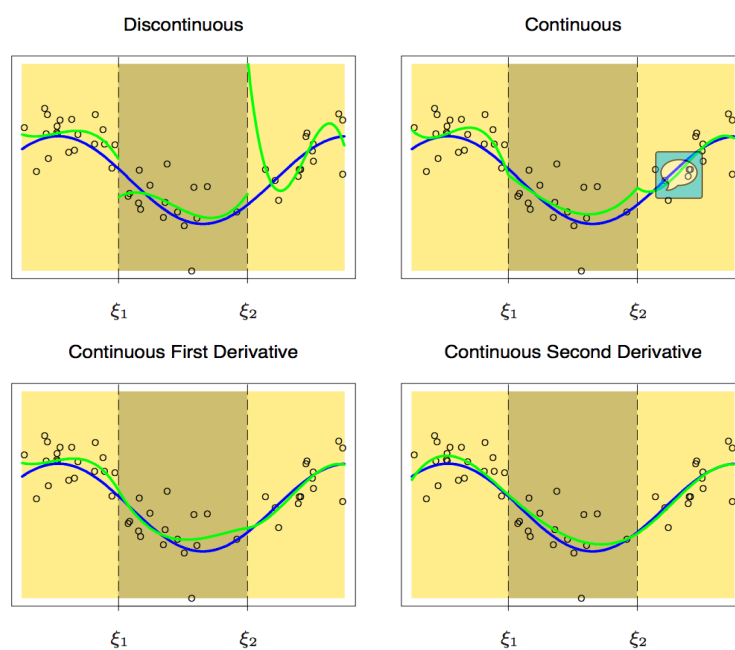 Discontinuous
Continuous
ξ1
ξ2
ξ1
ξ2
Continuous First Derivative
Continuous Second Derivative
ξ1
ξ2
ξ1
ξ2